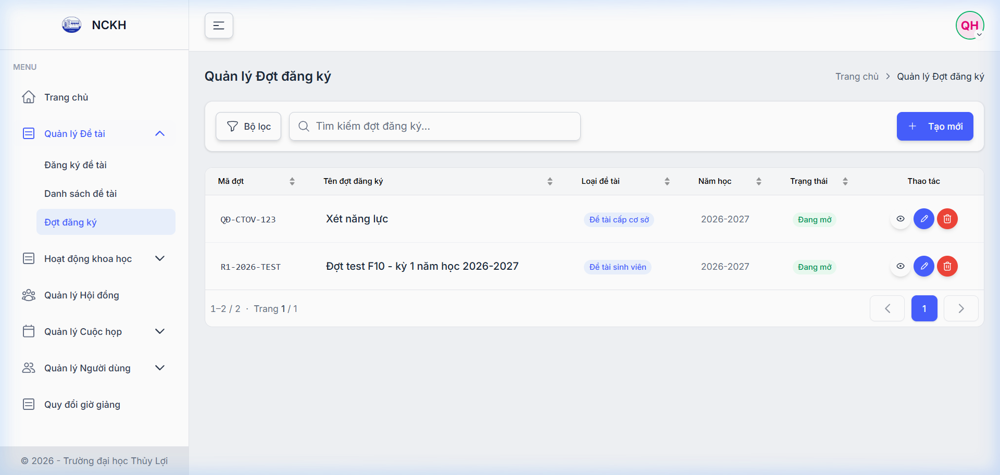 NCKH
QH
MENU
Trang chủ
Quản lý Đề tài
Đăng ký đề tài
Danh sách đề tài
Đợt đăng ký
Hoạt động khoa học
Quản lý Hội đồng
Quản lý Cuộc họp
Quản lý Người dùng
Quy đổi giờ giảng
© 2026 - Trường đại học Thủy Lợi
Quản lý Đợt đăng ký
Trang chủ > Quản lý Đợt đăng ký
Bộ lọc
Tìm kiếm đợt đăng ký...
+ Tạo mới
Mã đợt Tên đợt đăng ký Loại đề tài Năm học Trạng thái Thao tác
QĐ-CTOV-123 Xét năng lực Đề tài cấp cơ sở 2026-2027 Đang mở
R1-2026-TEST Đợt test F10 - kỳ 1 năm học 2026-2027 Đề tài sinh viên 2026-2027 Đang mở
1–2 / 2 · Trang 1 / 1
1